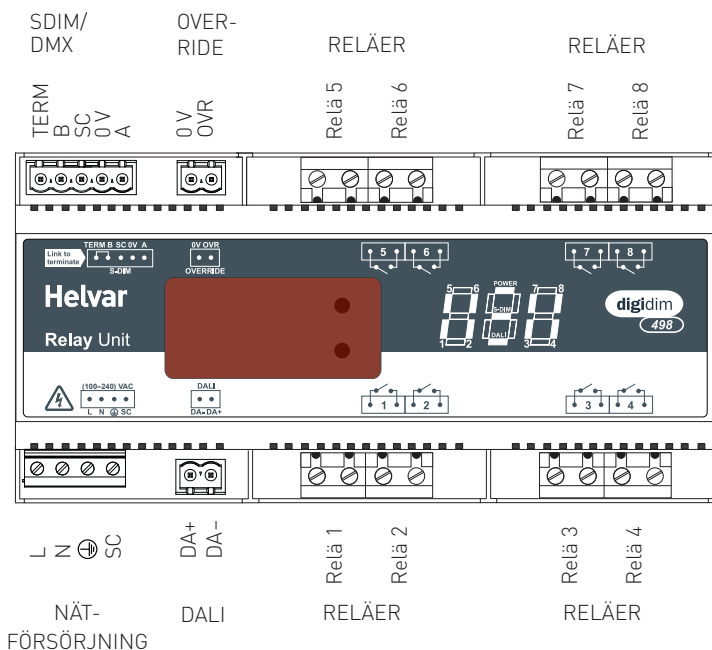 SDIM/
DMX
OVER-
RIDE
RELÄER
RELÄER
TERM
B
SC
0 V
A
0 V
OVR
Relä 5
Relä 6
Relä 7
Relä 8
Link to
terminate
TERM B SC 0V A
S-DIM
0V OVR
OVERRIDE
5 6
7 8
Helvar
Relay Unit
POWER
5 6 7 8
S-DIM
DALI
1 2 3 4
digidim
498
(100–240) VAC
L N SC
DALI
DA- DA+
1 2
3 4
L
N
SC
DA+
DA–
Relä 1
Relä 2
Relä 3
Relä 4
NÄT-
FÖRSÖRJNING
DALI
RELÄER
RELÄER